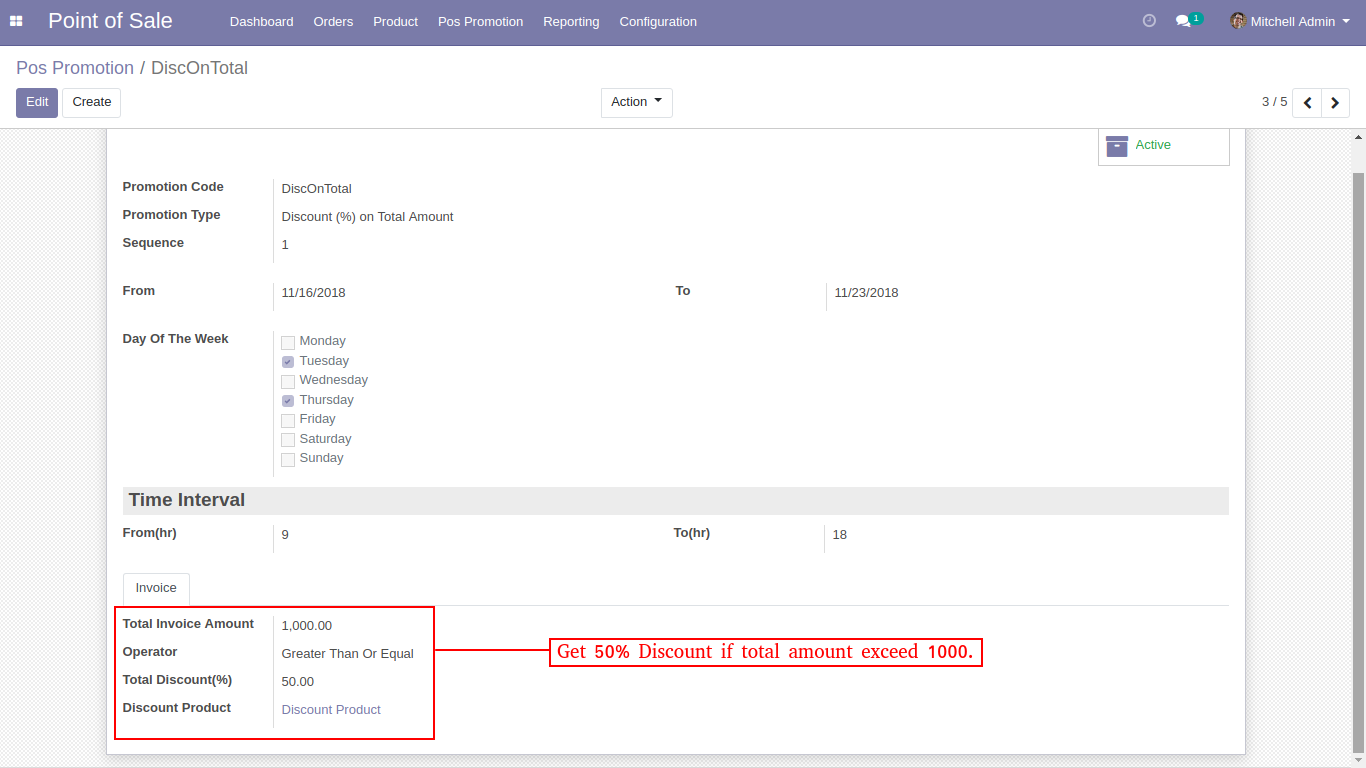 Point of Sale Dashboard Orders Product Pos Promotion Reporting Configuration 1 Mitchell Admin
Pos Promotion / DiscOnTotal
Edit Create Action 3 / 5
Active
Promotion Code DiscOnTotal
Promotion Type Discount (%) on Total Amount
Sequence 1
From 11/16/2018 To 11/23/2018
Day Of The Week Monday
Tuesday
Wednesday
Thursday
Friday
Saturday
Sunday
Time Interval
From(hr) 9 To(hr) 18
Invoice
Total Invoice Amount 1,000.00
Operator Greater Than Or Equal
Get 50% Discount if total amount exceed 1000.
Total Discount(%) 50.00
Discount Product Discount Product